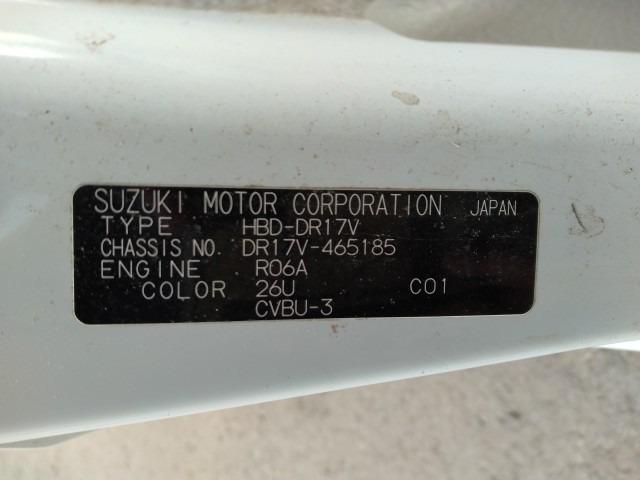 SUZUKI MOTOR CORPORATION JAPAN
TYPE HBD-DR17V
CHASSIS NO. DR17V-465185
ENGINE R06A
COLOR 26U C01
CVBU-3